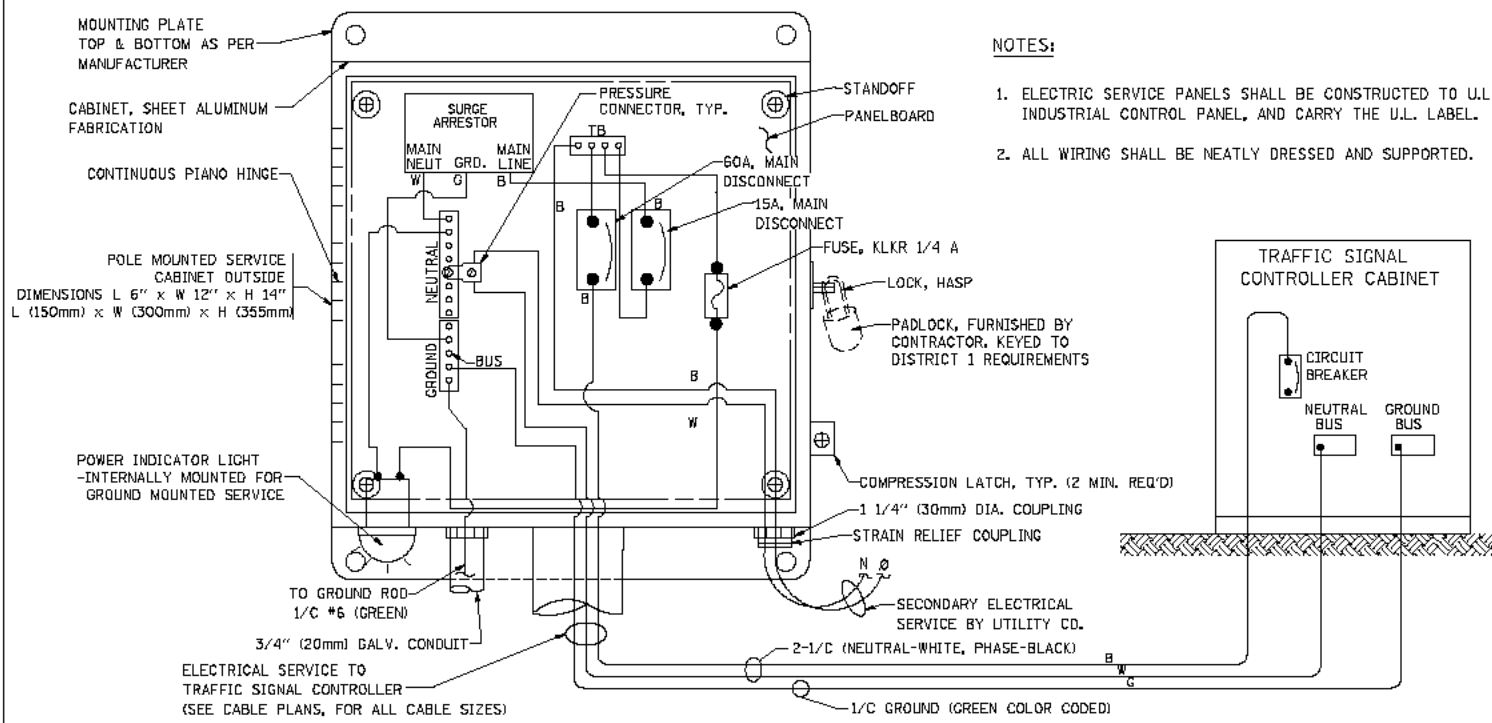 MOUNTING PLATE
TOP & BOTTOM AS PER
MANUFACTURER
CABINET, SHEET ALUMINUM
FABRICATION
CONTINUOUS PIANO HINGE
POLE MOUNTED SERVICE
CABINET OUTSIDE
DIMENSIONS L 6" x W 12" x H 14"
L (150mm) x W (300mm) x H (355mm)
POWER INDICATOR LIGHT
-INTERNALLY MOUNTED FOR
GROUND MOUNTED SERVICE
SURGE
ARRESTOR
MAIN
NEUT
GRD.
MAIN
LINE
W
G
B
PRESSURE
CONNECTOR, TYP.
TB
STANDOFF
PANELBOARD
60A, MAIN
DISCONNECT
15A, MAIN
DISCONNECT
B
B
B
FUSE, KLKR 1/4 A
NEUTRAL
GROUND
BUS
LOCK, HASP
PADLOCK, FURNISHED BY
CONTRACTOR, KEYED TO
DISTRICT 1 REQUIREMENTS
B
W
COMPRESSION LATCH, TYP. (2 MIN. REQ'D)
1 1/4" (30mm) DIA. COUPLING
STRAIN RELIEF COUPLING
N Ø
SECONDARY ELECTRICAL
SERVICE BY UTILITY CO.
TO GROUND ROD
1/C #6 (GREEN)
3/4" (20mm) GALV. CONDUIT
ELECTRICAL SERVICE TO
TRAFFIC SIGNAL CONTROLLER
(SEE CABLE PLANS, FOR ALL CABLE SIZES)
2-1/C (NEUTRAL-WHITE, PHASE-BLACK)
B
W
G
1/C GROUND (GREEN COLOR CODED)
NOTES:
1. ELECTRIC SERVICE PANELS SHALL BE CONSTRUCTED TO U.L
INDUSTRIAL CONTROL PANEL, AND CARRY THE U.L. LABEL.
2. ALL WIRING SHALL BE NEATLY DRESSED AND SUPPORTED.
TRAFFIC SIGNAL
CONTROLLER CABINET
CIRCUIT
BREAKER
NEUTRAL
BUS
GROUND
BUS